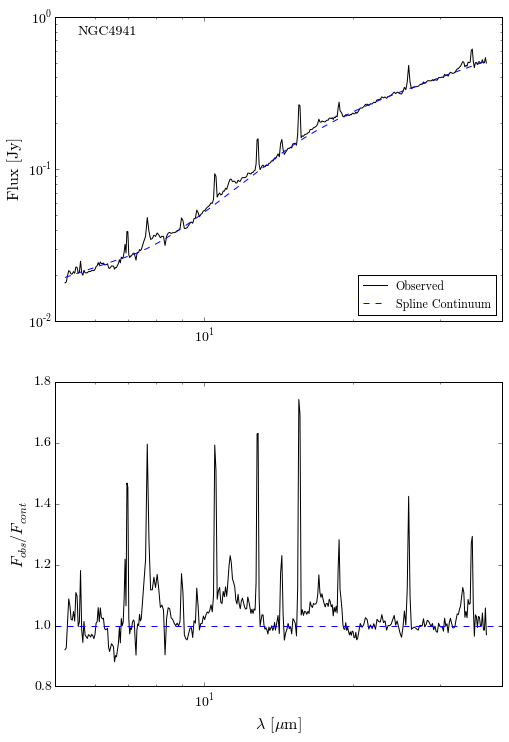 NGC4941
10^0
10^-1
10^-2
Flux [Jy]
Observed
Spline Continuum
10^1
1.8
1.6
1.4
1.2
1.0
0.8
F_obs/F_cont
10^1
λ [μm]